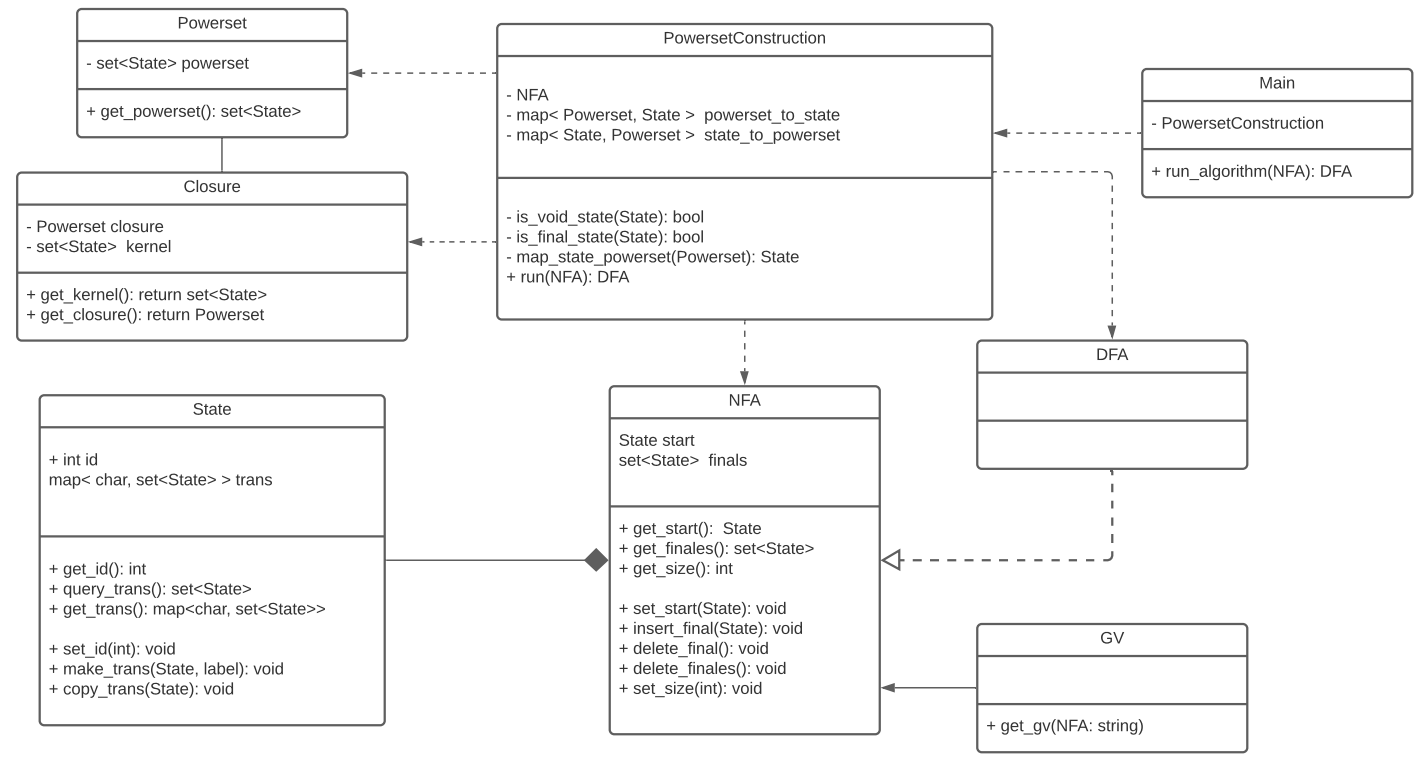 Powerset
- set<State> powerset
+ get_powerset(): set<State>
Closure
- Powerset closure
- set<State>  kernel
+ get_kernel(): return set<State>
+ get_closure(): return Powerset
PowersetConstruction
- NFA
- map< Powerset, State >  powerset_to_state
- map< State, Powerset >  state_to_powerset
- is_void_state(State): bool
- is_final_state(State): bool
- map_state_powerset(Powerset): State
+ run(NFA): DFA
Main
- PowersetConstruction
+ run_algorithm(NFA): DFA
DFA
State
+ int id
map< char, set<State> > trans
+ get_id(): int
+ query_trans(): set<State>
+ get_trans(): map<char, set<State>>
+ set_id(int): void
+ make_trans(State, label): void
+ copy_trans(State): void
NFA
State start
set<State>  finals
+ get_start():  State
+ get_finales(): set<State>
+ get_size(): int
+ set_start(State): void
+ insert_final(State): void
+ delete_final(): void
+ delete_finales(): void
+ set_size(int): void
GV
+ get_gv(NFA: string)